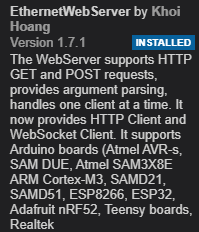 EthernetWebServer by Khoi
Hoang
Version 1.7.1 INSTALLED
The WebServer supports HTTP
GET and POST requests,
provides argument parsing,
handles one client at a time. It
now provides HTTP Client and
WebSocket Client. It supports
Arduino boards (Atmel AVR-s,
SAM DUE, Atmel SAM3X8E
ARM Cortex-M3, SAMD21,
SAMD51, ESP8266, ESP32,
Adafruit nRF52, Teensy boards,
Realtek